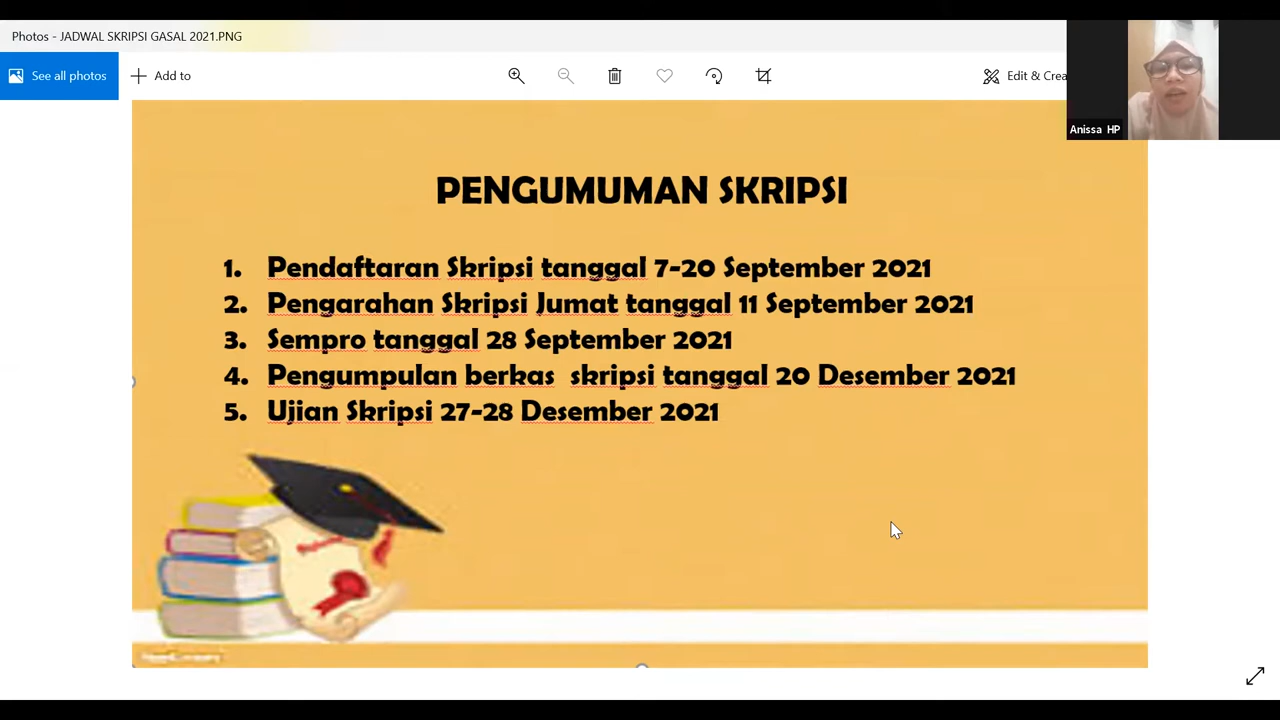 Photos - JADWAL SKRIPSI GASAL 2021.PNG
See all photos
Add to
Edit & Crea
Anissa HP
PENGUMUMAN SKRIPSI
1. Pendaftaran Skripsi tanggal 7-20 September 2021
2. Pengarahan Skripsi Jumat tanggal 11 September 2021
3. Sempro tanggal 28 September 2021
4. Pengumpulan berkas skripsi tanggal 20 Desember 2021
5. Ujian Skripsi 27-28 Desember 2021